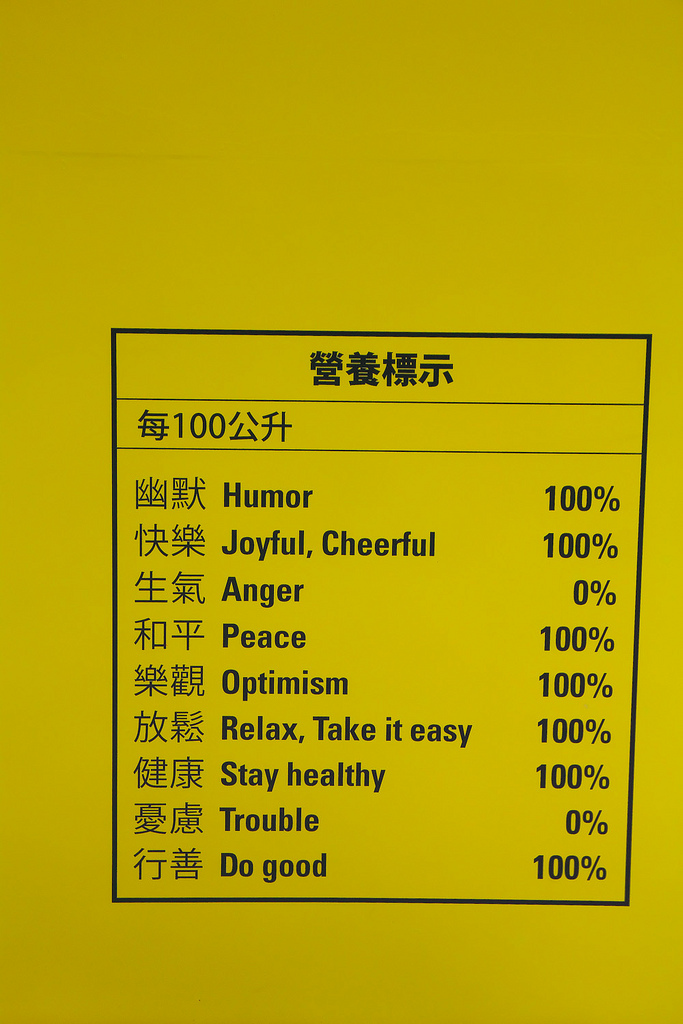 營養標示
每100公升
幽默 Humor 100%
快樂 Joyful, Cheerful 100%
生氣 Anger 0%
和平 Peace 100%
樂觀 Optimism 100%
放鬆 Relax, Take it easy 100%
健康 Stay healthy 100%
憂慮 Trouble 0%
行善 Do good 100%